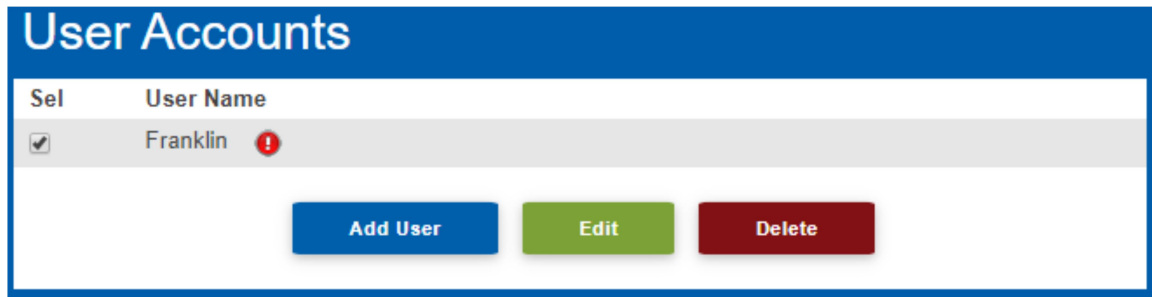 User Accounts
Sel User Name
Franklin
Add User Edit Delete